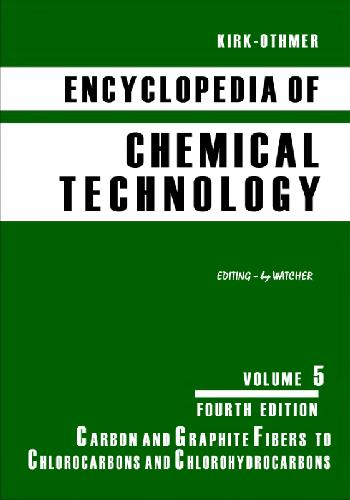 KIRK-OTHMER
ENCYCLOPEDIA OF
CHEMICAL
TECHNOLOGY
EDITING - by WATCHER
VOLUME 5
FOURTH EDITION
CARBON AND GRAPHITE FIBERS TO
CHLOROCARBONS AND CHLOROHYDROCARBONS